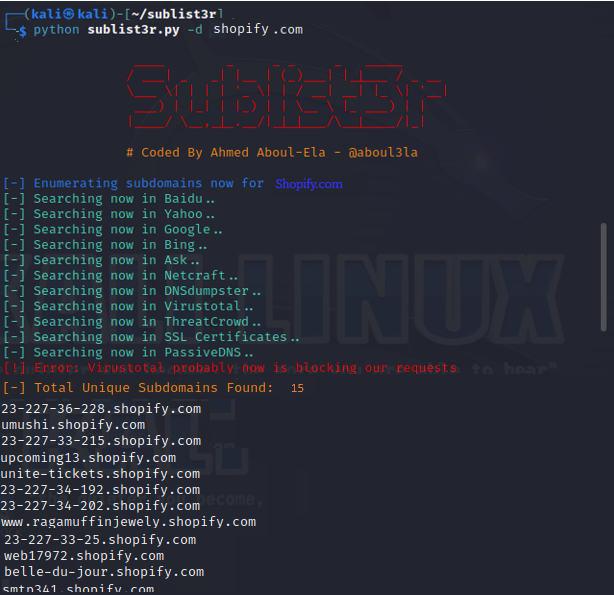 (kali㉿kali)-[~/sublist3r]
$ python sublist3r.py -d shopify.com
Sublist3r
# Coded By Ahmed Aboul-Ela - @aboul3la
[-] Enumerating subdomains now for Shopify.com
[-] Searching now in Baidu..
[-] Searching now in Yahoo..
[-] Searching now in Google..
[-] Searching now in Bing..
[-] Searching now in Ask..
[-] Searching now in Netcraft..
[-] Searching now in DNSdumpster..
[-] Searching now in Virustotal..
[-] Searching now in ThreatCrowd..
[-] Searching now in SSL Certificates..
[-] Searching now in PassiveDNS..
[!] Error: Virustotal probably now is blocking our requests
[-] Total Unique Subdomains Found: 15
23-227-36-228.shopify.com
umushi.shopify.com
23-227-33-215.shopify.com
upcoming13.shopify.com
unite-tickets.shopify.com
23-227-34-192.shopify.com
23-227-34-202.shopify.com
www.ragamuffinjewely.shopify.com
23-227-33-25.shopify.com
web17972.shopify.com
belle-du-jour.shopify.com
smtp341.shopify.com